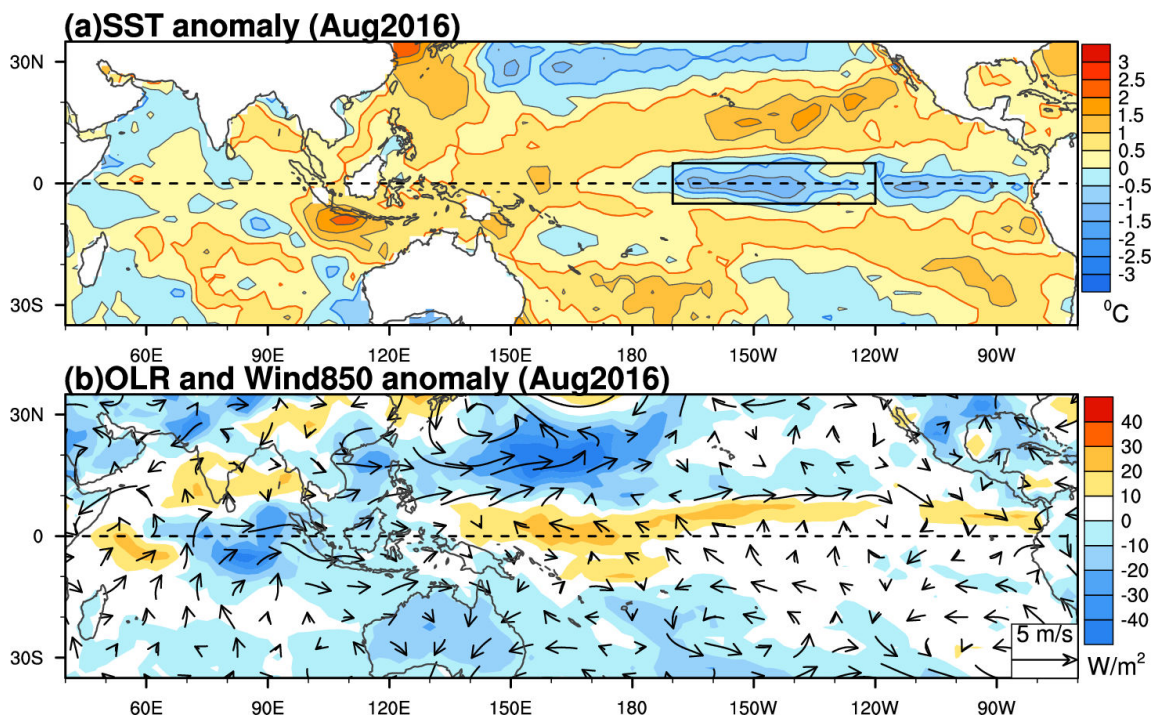 (a)SST anomaly (Aug2016)
30N
0
30S
60E 90E 120E 150E 180 150W 120W 90W
3
2.5
2
1.5
1
0.5
0
-0.5
-1
-1.5
-2
-2.5
-3
⁰C
(b)OLR and Wind850 anomaly (Aug2016)
30N
0
30S
60E 90E 120E 150E 180 150W 120W 90W
5 m/s
40
30
20
10
0
-10
-20
-30
-40
W/m²